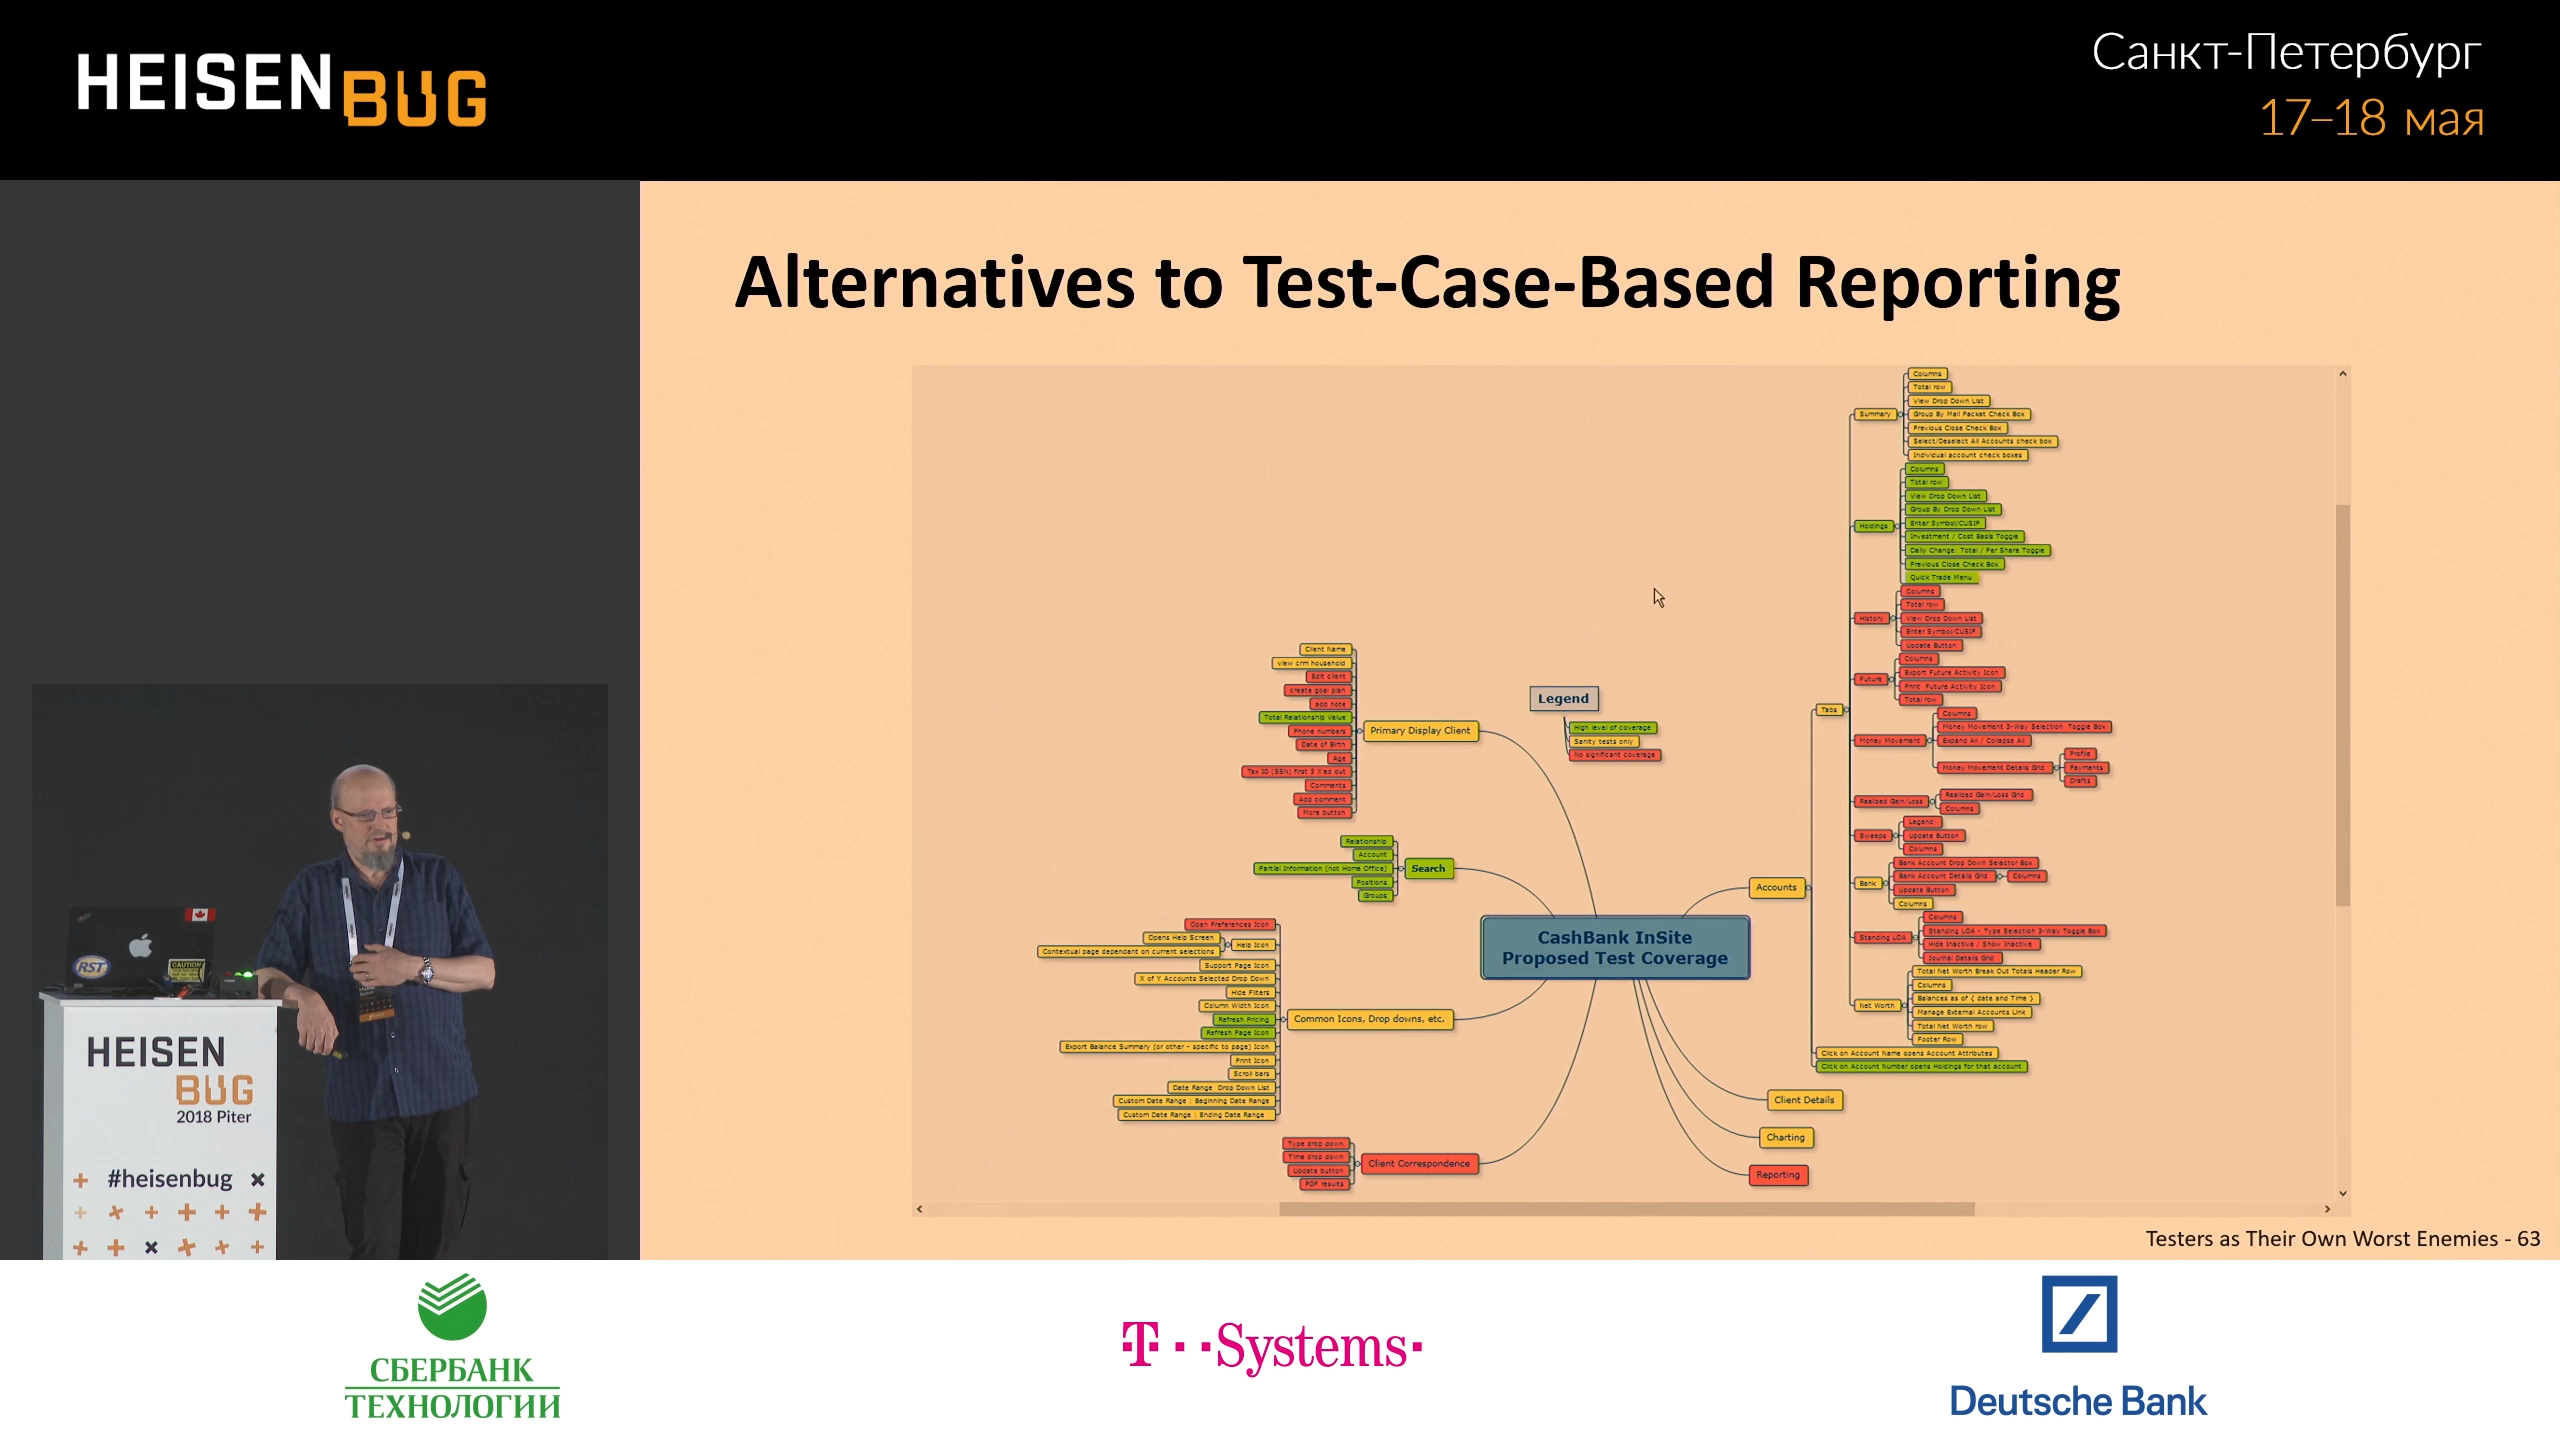 HEISENBUG
Санкт-Петербург
17–18 мая
Alternatives to Test-Case-Based Reporting
Columns
Total row
View Drop Down List
Group By Mail Packet Check Box
Previous Close Check Box
Select/Deselect All Accounts check box
Individual account check boxes
Summary
Columns
Total row
View Drop Down List
Group By Drop Down List
Enter Symbol/CUSIP
Investment / Cost Basis Toggle
Daily Change: Total / Per Share Toggle
Previous Close Check Box
Quick Trade Menu
Holdings
Columns
Total row
View Drop Down List
Enter Symbol/CUSIP
Update Button
History
Columns
Export Future Activity Icon
Print Future Activity Icon
Total row
Future
Columns
Money Movement 3-Way Selection Toggle Box
Expand All / Collapse All
Money Movement Details Grid
Profile
Payments
Drafts
Money Movement
Realized Gain/Loss Grid
Columns
Realized Gain/Loss
Legend:
Update Button
Columns
Sweeps
Bank Account Drop Down Selector Box
Bank Account Details Grid
Columns
Update Button
Columns
Bank
Columns
Standing LOA - Type Selection 3-Way Toggle Box
Hide Inactive / Show Inactive
Journal Details Grid
Standing LOA
Total Net Worth Break Out Totals Header Row
Columns
Balances as of ( date and Time )
Manage External Accounts Link
Total Net Worth row
Footer Row
Net Worth
Tabs
Click on Account Name opens Account Attributes
Click on Account Number opens Holdings for that account
Accounts
Client Details
Charting
Reporting
Legend
High level of coverage
Sanity tests only
No significant coverage
Client Name
view crm household
Edit client
create goal plan
add note
Total Relationship Value
Phone numbers
Date of Birth
Age
Tax ID (SSN) first 5 X'ed out
Comments
Add comment
More button
Primary Display Client
Relationship
Account
Partial Information (not Home Office)
Positions
Groups
Search
CashBank InSite
Proposed Test Coverage
Open Preferences Icon
Opens Help Screen
Contextual page dependant on current selections
Help Icon
Support Page Icon
X of Y Accounts Selected Drop Down
Hide Filters
Column Width Icon
Refresh Pricing
Refresh Page Icon
Export Balance Summary (or other - specific to page) Icon
Print Icon
Scroll bars
Date Range Drop Down List
Custom Date Range : Beginning Date Range
Custom Date Range : Ending Date Range
Common Icons, Drop downs, etc.
Type drop down
Time drop down
Update button
PDF results
Client Correspondence
Testers as Their Own Worst Enemies - 63
RST
CAUTION
HEISEN
BUG
2018 Piter
#heisenbug
СБЕРБАНК
ТЕХНОЛОГИИ
T··Systems·
Deutsche Bank